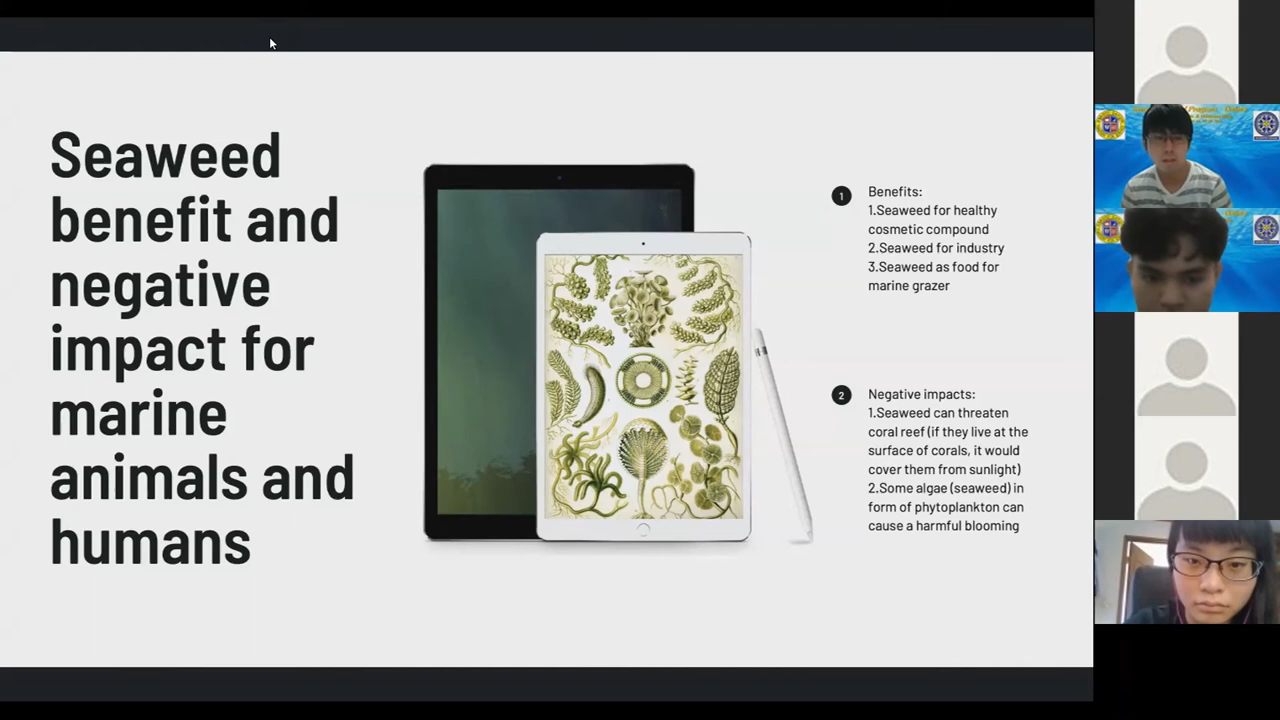 Seaweed
benefit and
negative
impact for
marine
animals and
humans
1
Benefits:
1.Seaweed for healthy
cosmetic compound
2.Seaweed for industry
3.Seaweed as food for
marine grazer
2
Negative impacts:
1.Seaweed can threaten
coral reef (if they live at the
surface of corals, it would
cover them from sunlight)
2.Some algae (seaweed) in
form of phytoplankton can
cause a harmful blooming